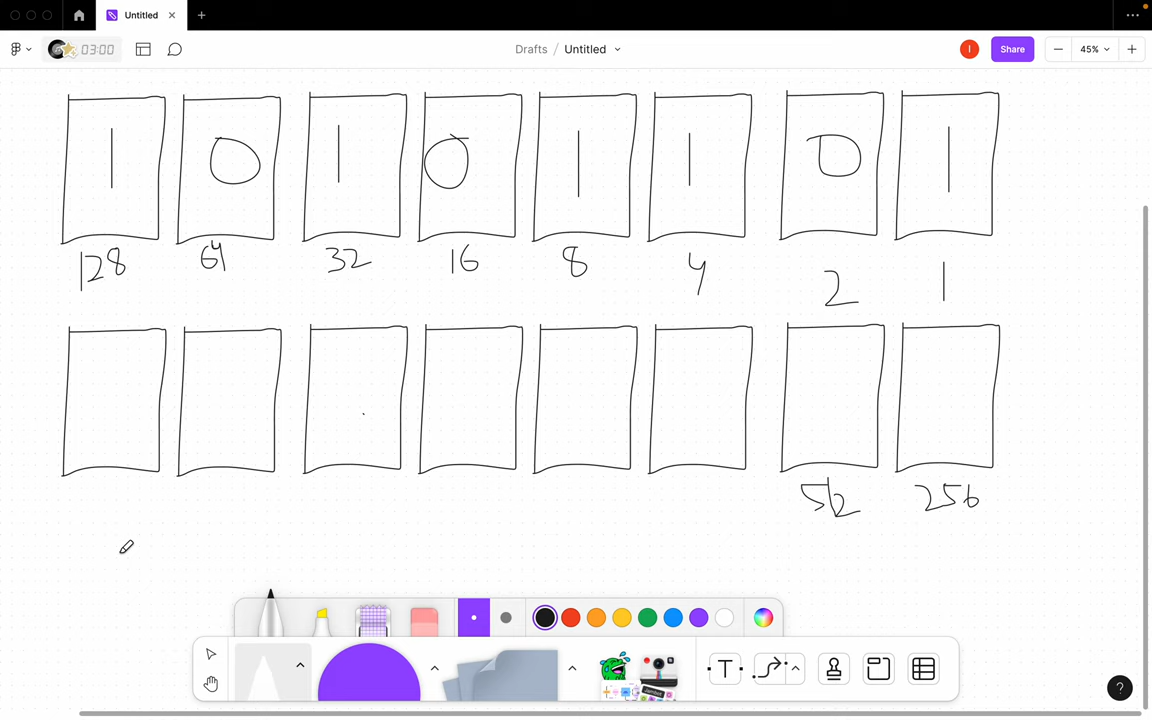 Untitled
03:00
Drafts / Untitled
I
Share
45%
1 0 1 0 1 1 0 1
128 64 32 16 8 4 2 1
512 256
T
?